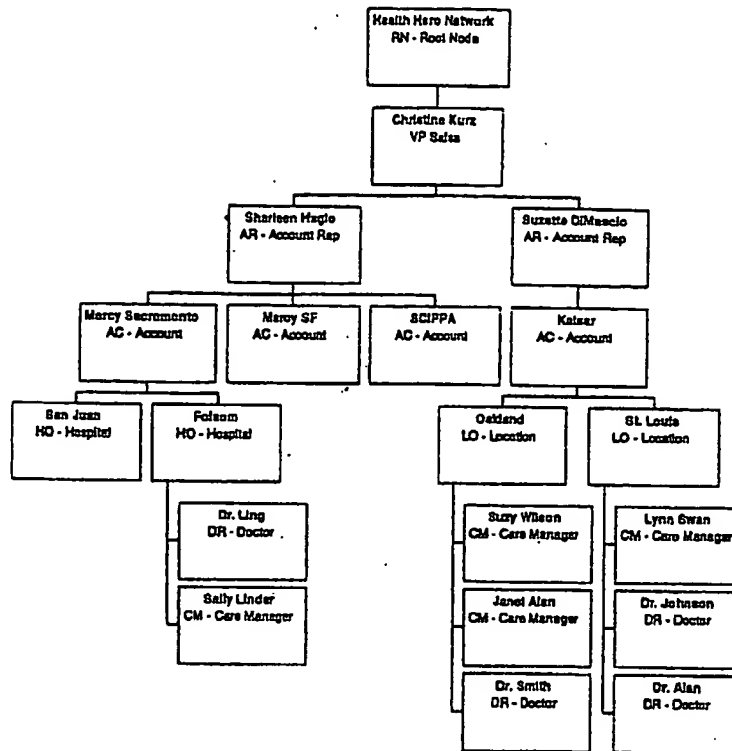 Health Hero Network
RN - Root Node
Christine Kurz
VP Sales
Sharleen Hagio
AR - Account Rep
Suzette DiMascio
AR - Account Rep
Mercy Sacramento
AC - Account
Mercy SF
AC - Account
SCIPPA
AC - Account
Kaiser
AC - Account
San Juan
HO - Hospital
Folsom
HO - Hospital
Oakland
LO - Location
St. Louis
LO - Location
Dr. Ling
DR - Doctor
Sally Linder
CM - Care Manager
Suzy Wilson
CM - Care Manager
Janet Alan
CM - Care Manager
Dr. Smith
DR - Doctor
Lynn Swan
CM - Care Manager
Dr. Johnson
DR - Doctor
Dr. Alan
DR - Doctor